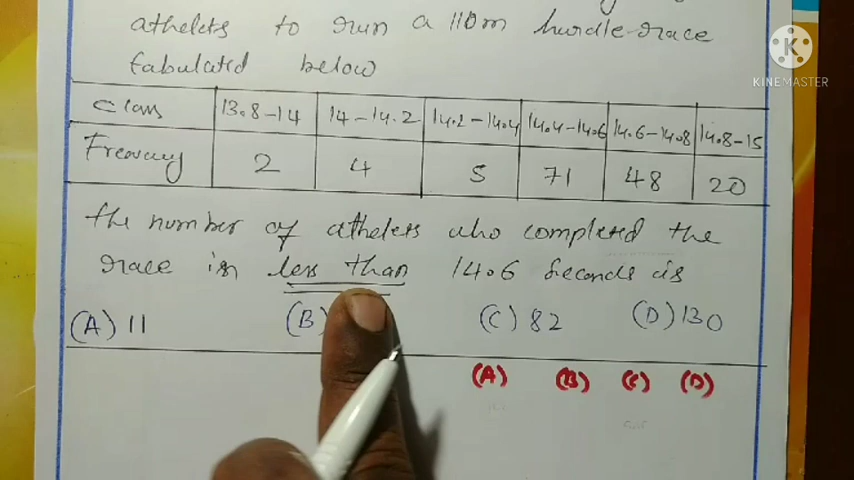 athelets to run a 110m hurdle-race
tabulated below
Class 13.8-14 14-14.2 14.2-14.4 14.4-14.6 14.6-14.8 14.8-15
2 4 5 71 48 20
the number of athelets who completed the
race in less than 14.6 seconds is
(A) 11 (B) (C) 82 (D) 130
(A) (B) (C) (D)
K
KINEMASTER